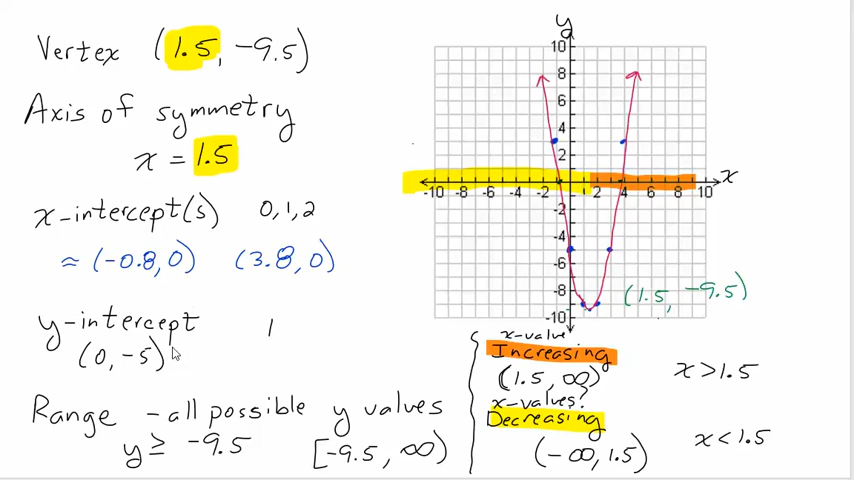 Vertex (1.5, -9.5)
Axis of symmetry
x = 1.5
x-intercept(s) 0,1,2
≈ (-0.8, 0) (3.8, 0)
y-intercept 1
(0, -5)
Range - all possible y values
y ≥ -9.5 [-9.5, ∞)
y
10
8
6
4
2
-10 -8 -6 -4 -2 2 4 6 8 10 x
-2
-4
-6
-8
-10
(1.5, -9.5)
x-value
Increasing
(1.5, ∞) x > 1.5
x-values?
Decreasing
(-∞, 1.5) x < 1.5